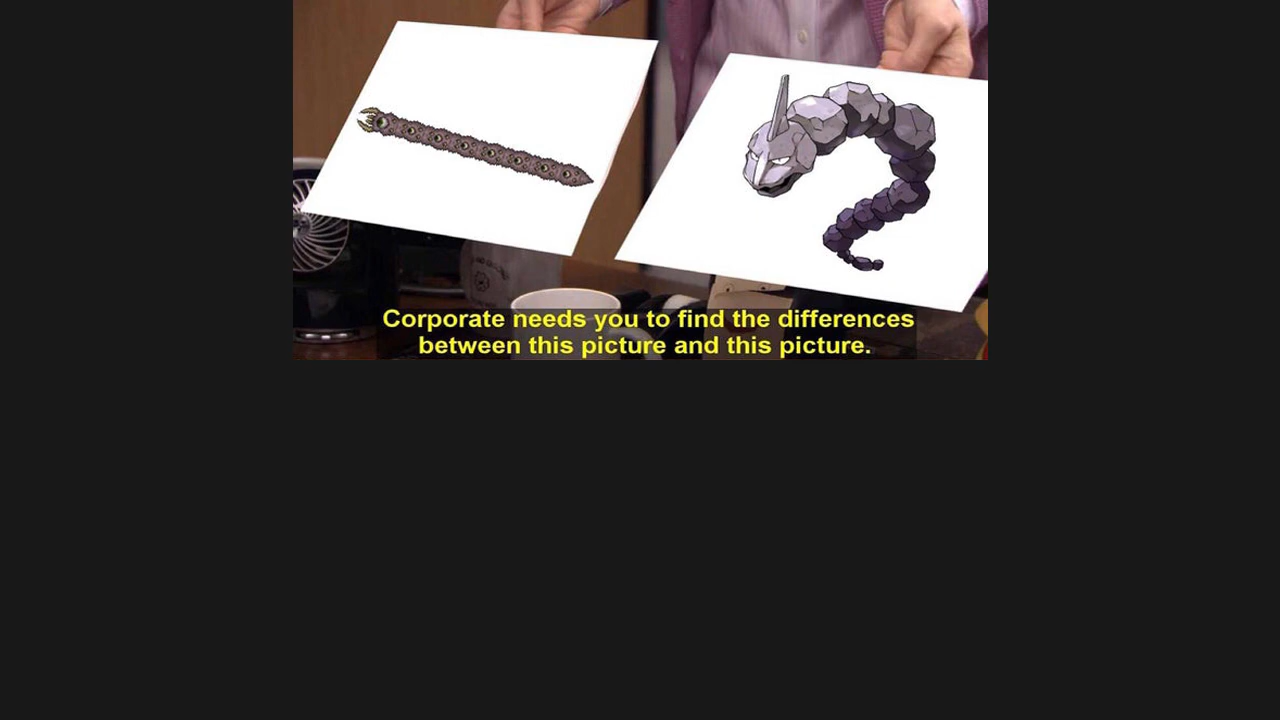 Corporate needs you to find the differences
between this picture and this picture.